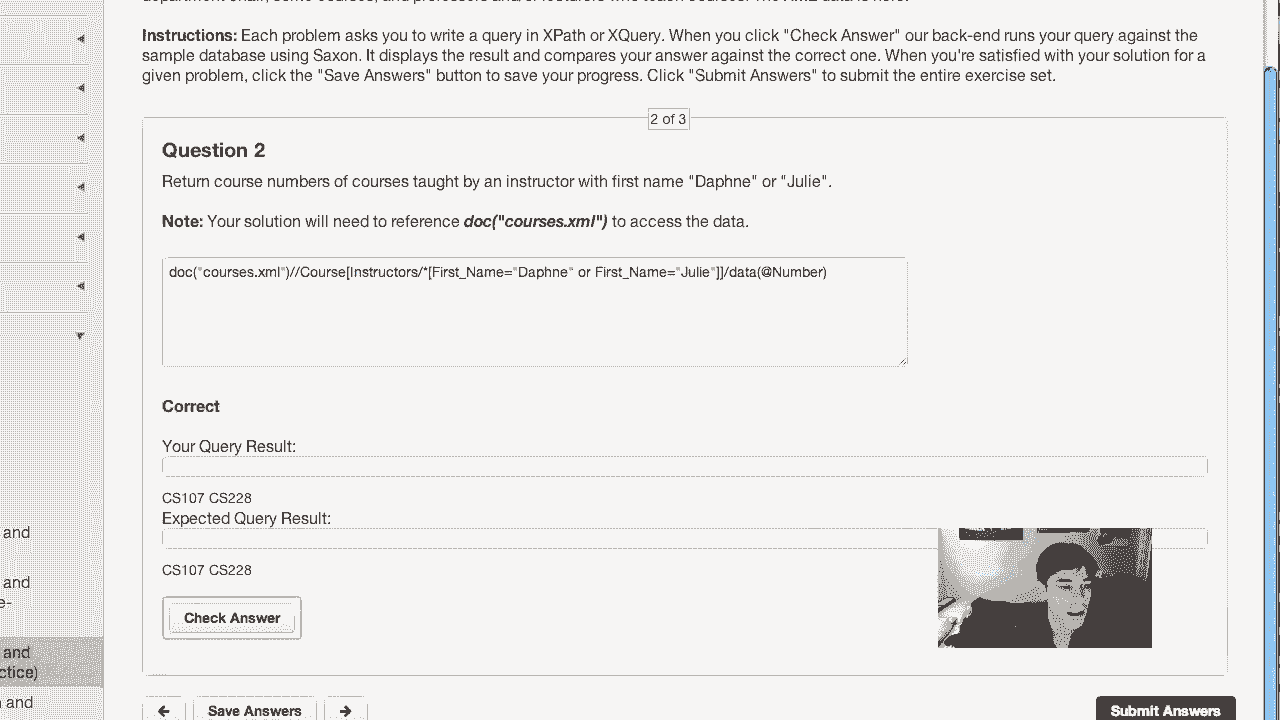 Instructions: Each problem asks you to write a query in XPath or XQuery. When you click "Check Answer" our back-end runs your query against the
sample database using Saxon. It displays the result and compares your answer against the correct one. When you're satisfied with your solution for a
given problem, click the "Save Answers" button to save your progress. Click "Submit Answers" to submit the entire exercise set.
2 of 3
Question 2
Return course numbers of courses taught by an instructor with first name "Daphne" or "Julie".
Note: Your solution will need to reference doc("courses.xml") to access the data.
doc("courses.xml")//Course[Instructors/*[First_Name="Daphne" or First_Name="Julie"]]/data(@Number)
Correct
Your Query Result:
CS107 CS228
Expected Query Result:
CS107 CS228
Check Answer
and
and
e-
and
ctice)
n and
Save Answers
Submit Answers